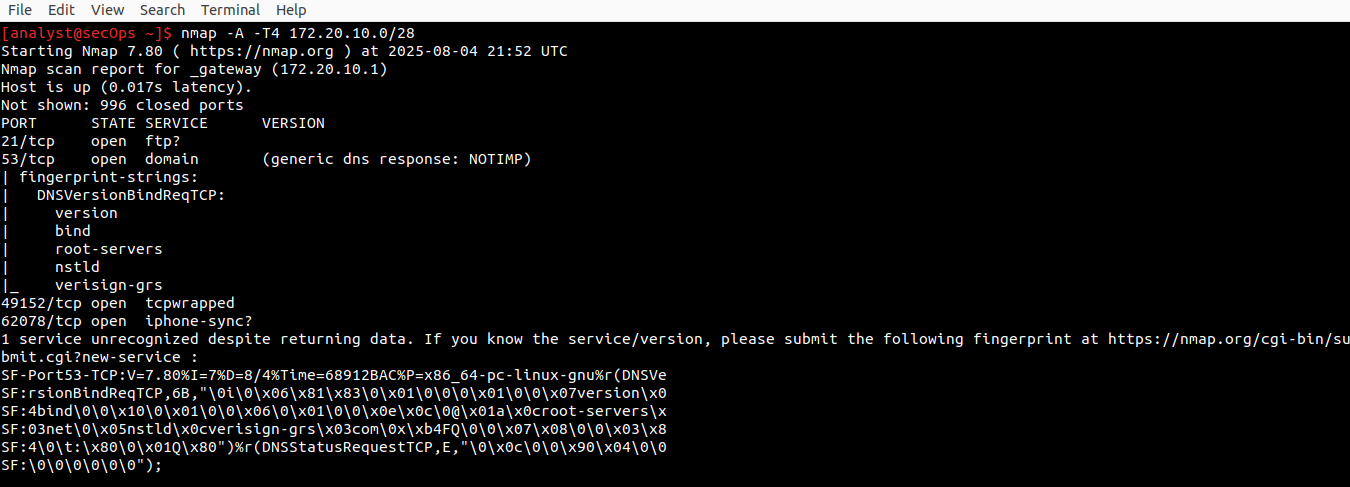 File Edit View Search Terminal Help
[analyst@secOps ~]$ nmap -A -T4 172.20.10.0/28
Starting Nmap 7.80 ( https://nmap.org ) at 2025-08-04 21:52 UTC
Nmap scan report for _gateway (172.20.10.1)
Host is up (0.017s latency).
Not shown: 996 closed ports
PORT      STATE SERVICE      VERSION
21/tcp    open  ftp?
53/tcp    open  domain       (generic dns response: NOTIMP)
| fingerprint-strings:
|   DNSVersionBindReqTCP:
|     version
|     bind
|     root-servers
|     nstld
|_    verisign-grs
49152/tcp open  tcpwrapped
62078/tcp open  iphone-sync?
1 service unrecognized despite returning data. If you know the service/version, please submit the following fingerprint at https://nmap.org/cgi-bin/su
bmit.cgi?new-service :
SF-Port53-TCP:V=7.80%I=7%D=8/4%Time=68912BAC%P=x86_64-pc-linux-gnu%r(DNSVe
SF:rsionBindReqTCP,6B,"\0i\0\x06\x81\x83\0\x01\0\0\0\x01\0\0\x07version\x0
SF:4bind\0\0\x10\0\x01\0\0\x06\0\x01\0\0\x0e\x0c\0@\x01a\x0croot-servers\x
SF:03net\0\x05nstld\x0cverisign-grs\x03com\0x\xb4FQ\0\0\x07\x08\0\0\x03\x8
SF:4\0\t:\x80\0\x01Q\x80")%r(DNSStatusRequestTCP,E,"\0\x0c\0\0\x90\x04\0\0
SF:\0\0\0\0\0\0");